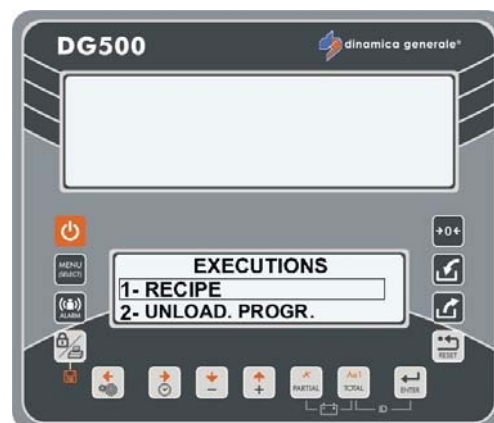 DG500
dinamica generale®
→0←
MENU
(SELECT)
EXECUTIONS
1- RECIPE
2- UNLOAD. PROGR.
ALARM
RESET
−
+
PARTIAL
TOTAL
ENTER
ID